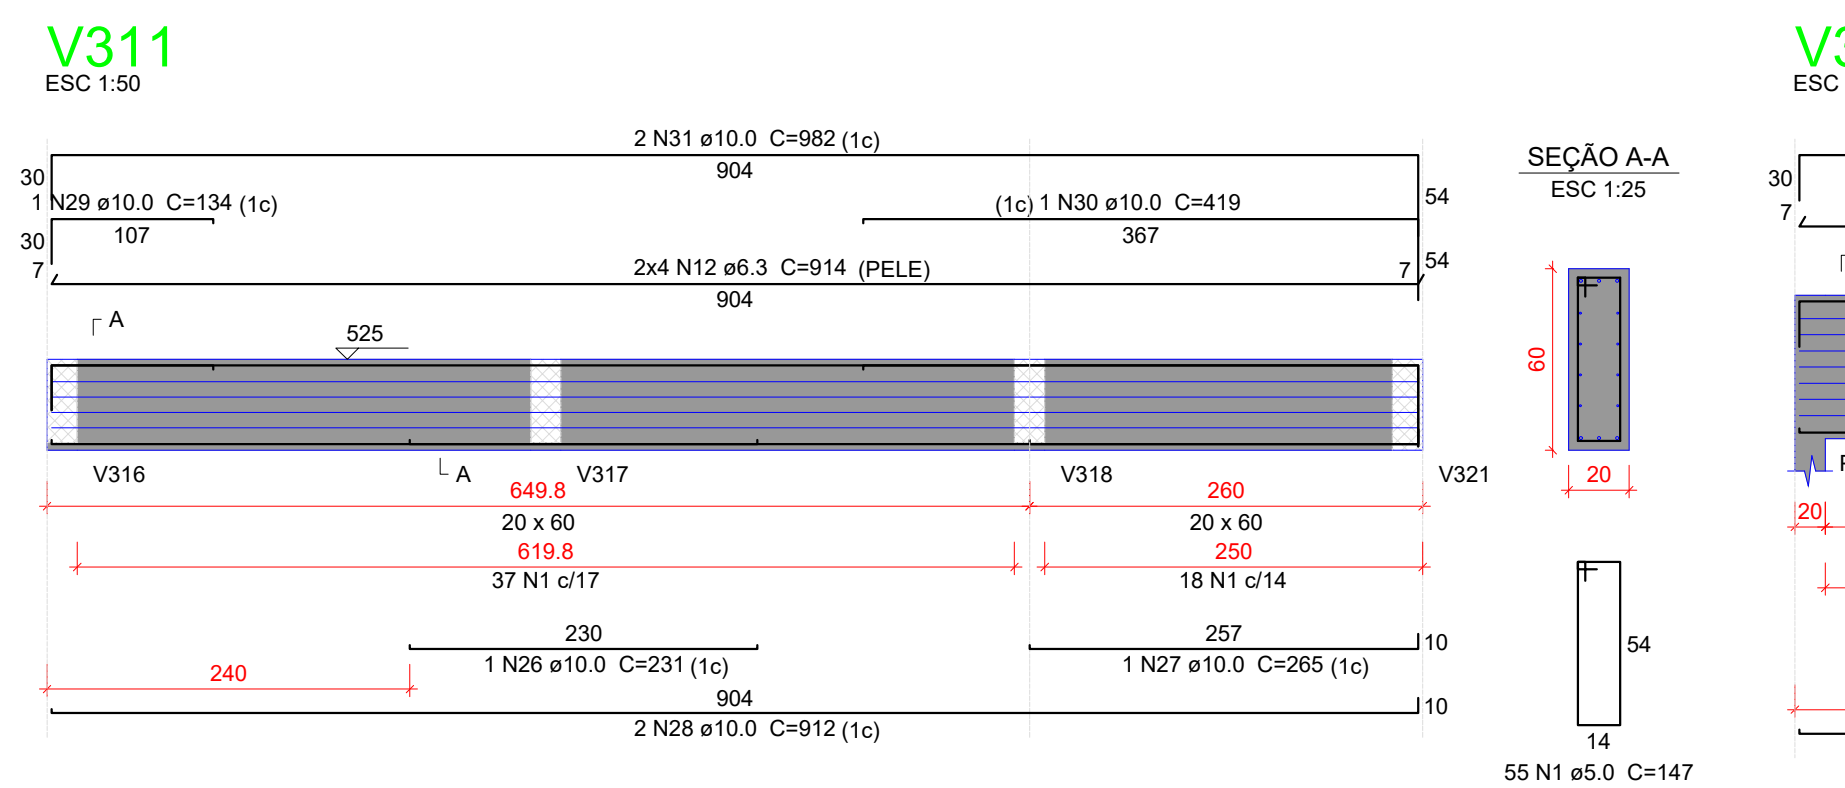 V311
ESC 1:50
2 N31 ø10.0 C=982 (1c)
904
30
54
1 N29 ø10.0 C=134 (1c)
107
(1c) 1 N30 ø10.0 C=419
367
30
54
7
2x4 N12 ø6.3 C=914 (PELE)
7
904
A
525
V316
A
V317
V318
V321
649.8
260
20 x 60
20 x 60
619.8
250
37 N1 c/17
18 N1 c/14
230
1 N26 ø10.0 C=231 (1c)
257
10
1 N27 ø10.0 C=265 (1c)
240
904
10
2 N28 ø10.0 C=912 (1c)
SEÇÃO A-A
ESC 1:25
60
20
54
14
55 N1 ø5.0 C=147
ESC
30
7
20